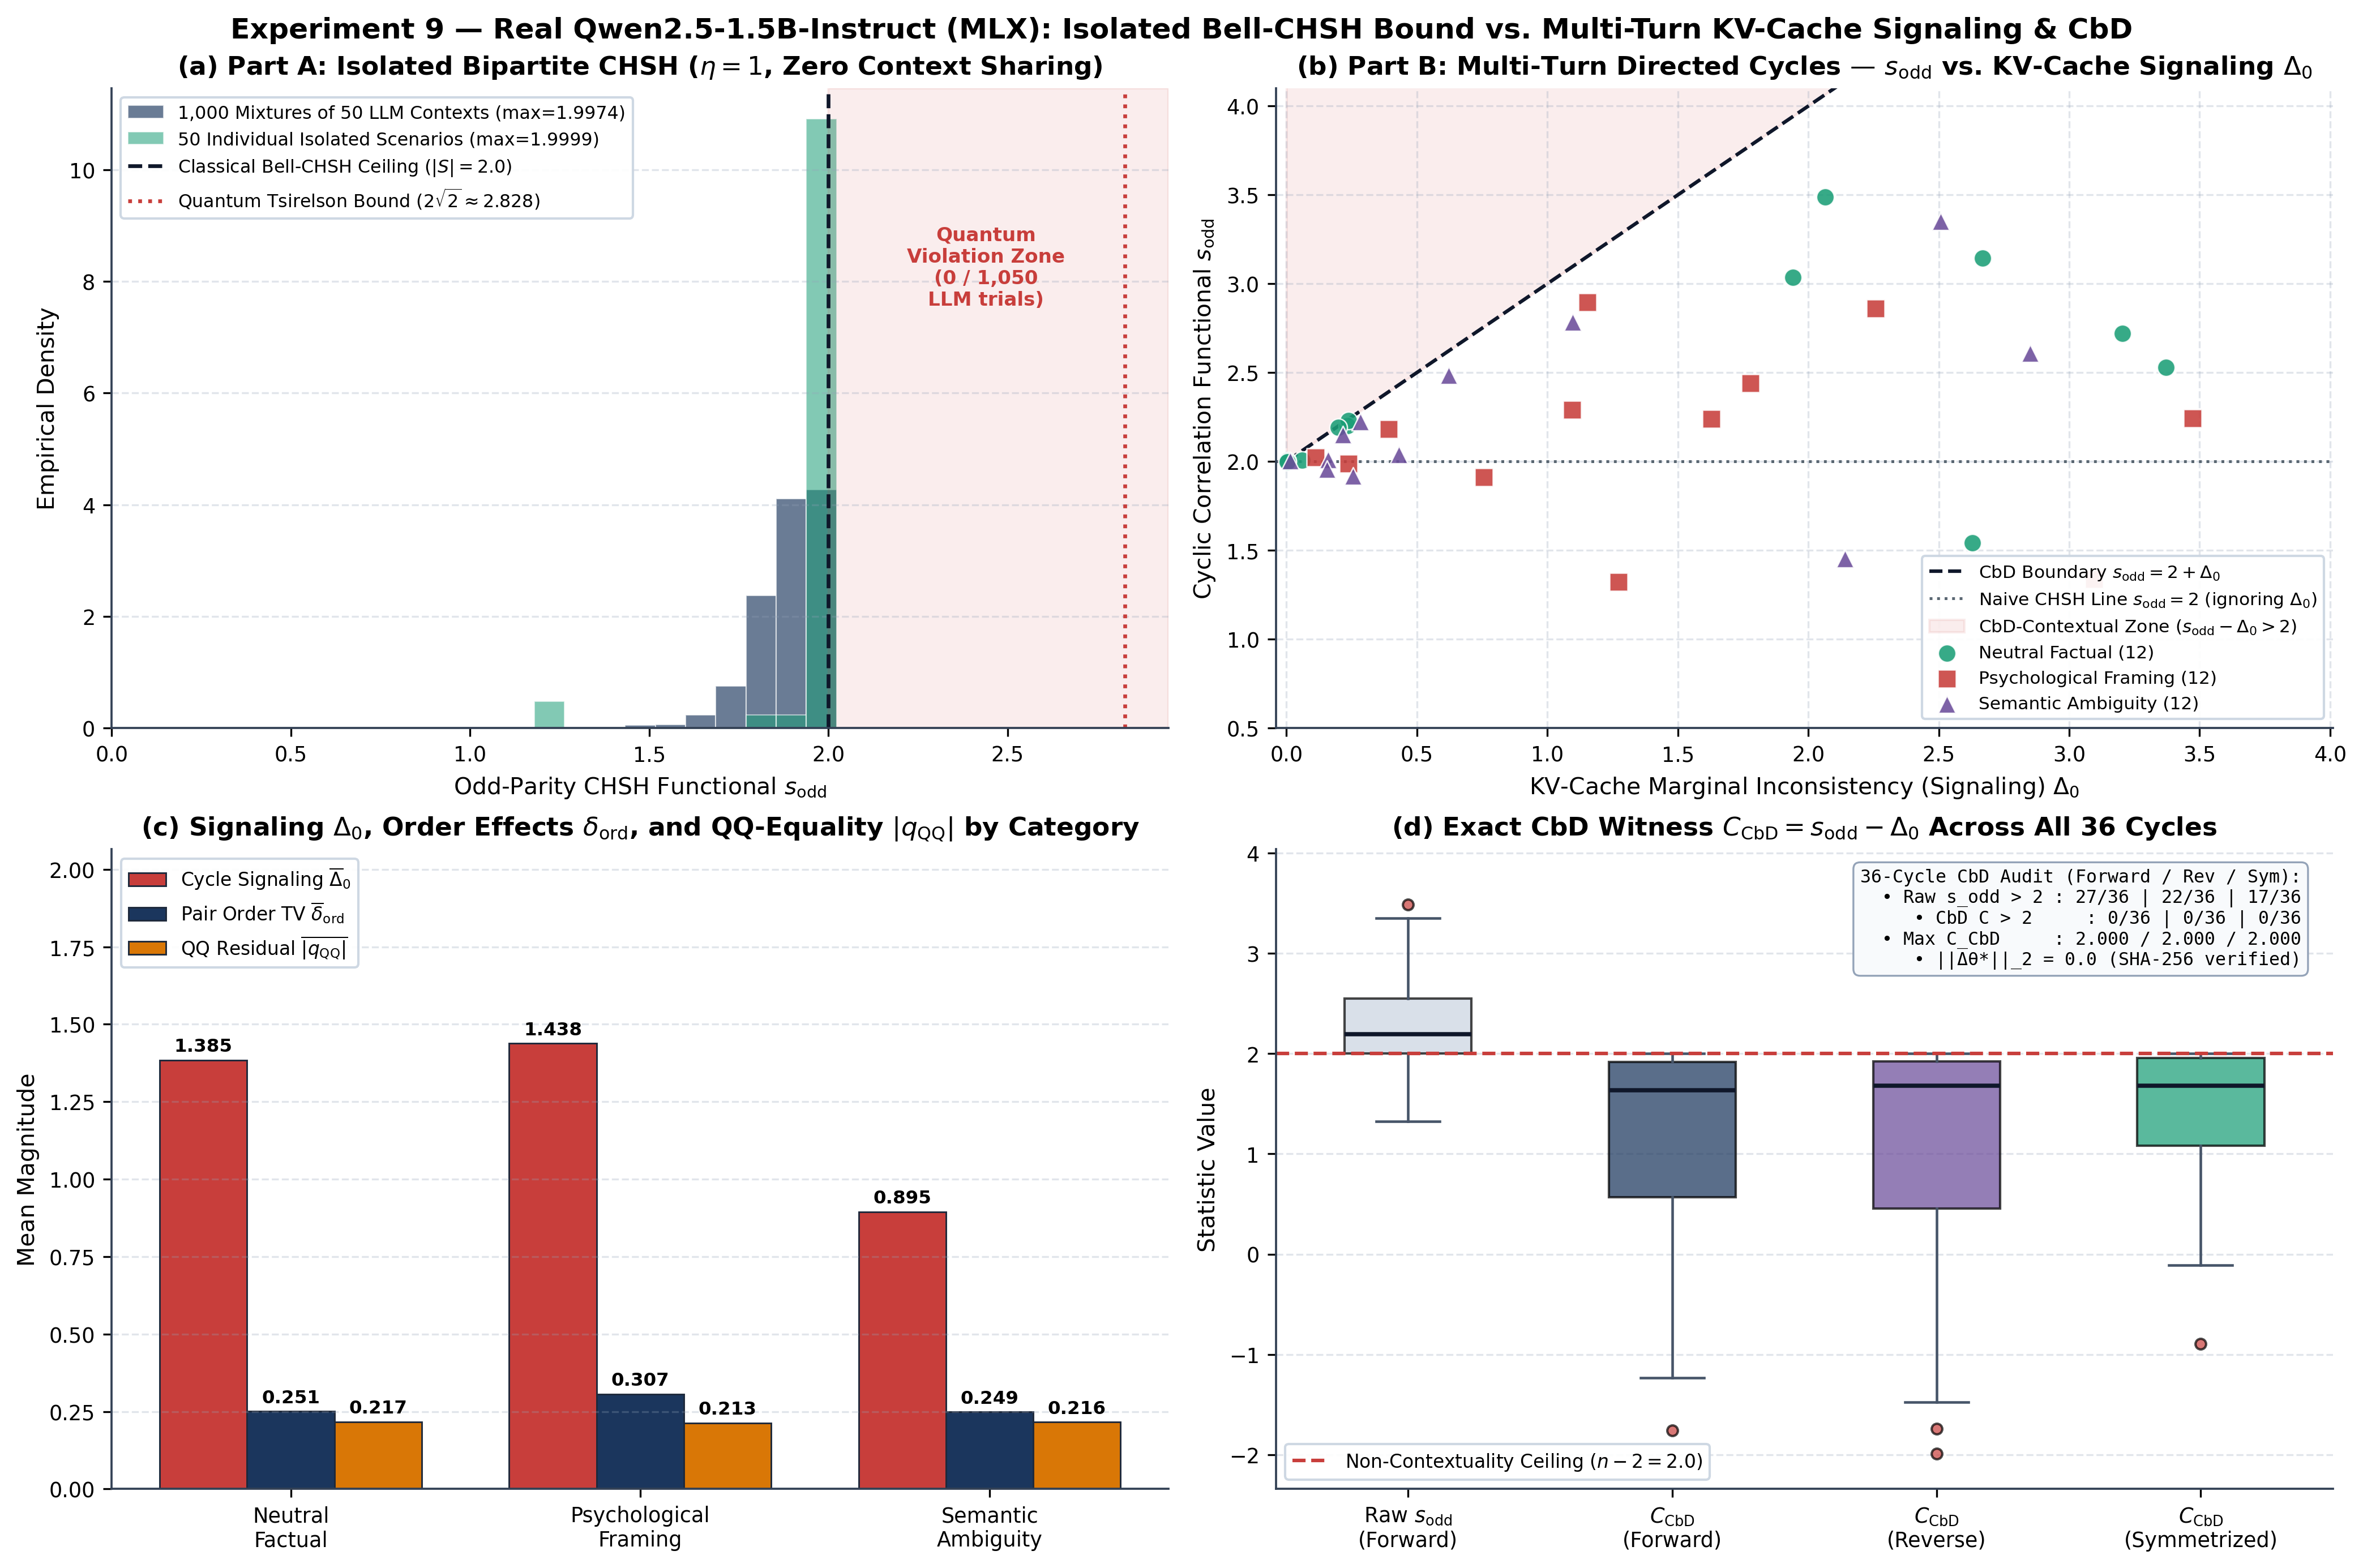 Experiment 9 — Real Qwen2.5-1.5B-Instruct (MLX): Isolated Bell-CHSH Bound vs. Multi-Turn KV-Cache Signaling & CbD
(a) Part A: Isolated Bipartite CHSH (η = 1, Zero Context Sharing)
1,000 Mixtures of 50 LLM Contexts (max=1.9974)
50 Individual Isolated Scenarios (max=1.9999)
Classical Bell-CHSH Ceiling (|S| = 2.0)
Quantum Tsirelson Bound (2√2 ≈ 2.828)
Quantum
Violation Zone
(0 / 1,050
LLM trials)
Empirical Density
10
8
6
4
2
0
0.0 0.5 1.0 1.5 2.0 2.5
Odd-Parity CHSH Functional s_odd
(b) Part B: Multi-Turn Directed Cycles — s_odd vs. KV-Cache Signaling Δ₀
Cyclic Correlation Functional s_odd
4.0
3.5
3.0
2.5
2.0
1.5
1.0
0.5
CbD Boundary s_odd = 2 + Δ₀
Naive CHSH Line s_odd = 2 (ignoring Δ₀)
CbD-Contextual Zone (s_odd − Δ₀ > 2)
Neutral Factual (12)
Psychological Framing (12)
Semantic Ambiguity (12)
0.0 0.5 1.0 1.5 2.0 2.5 3.0 3.5 4.0
KV-Cache Marginal Inconsistency (Signaling) Δ₀
(c) Signaling Δ₀, Order Effects δ_ord, and QQ-Equality |q_QQ| by Category
Cycle Signaling Δ̅₀
Pair Order TV δ̅_ord
QQ Residual |q_QQ|
Mean Magnitude
2.00
1.75
1.50
1.25
1.00
0.75
0.50
0.25
0.00
1.385
0.251
0.217
1.438
0.307
0.213
0.895
0.249
0.216
Neutral
Factual
Psychological
Framing
Semantic
Ambiguity
(d) Exact CbD Witness C_CbD = s_odd − Δ₀ Across All 36 Cycles
36-Cycle CbD Audit (Forward / Rev / Sym):
• Raw s_odd > 2 : 27/36 | 22/36 | 17/36
• CbD C > 2 : 0/36 | 0/36 | 0/36
• Max C_CbD : 2.000 / 2.000 / 2.000
• ||Δθ*||_2 = 0.0 (SHA-256 verified)
Statistic Value
4
3
2
1
0
−1
−2
Non-Contextuality Ceiling (n − 2 = 2.0)
Raw s_odd
(Forward)
C_CbD
(Forward)
C_CbD
(Reverse)
C_CbD
(Symmetrized)